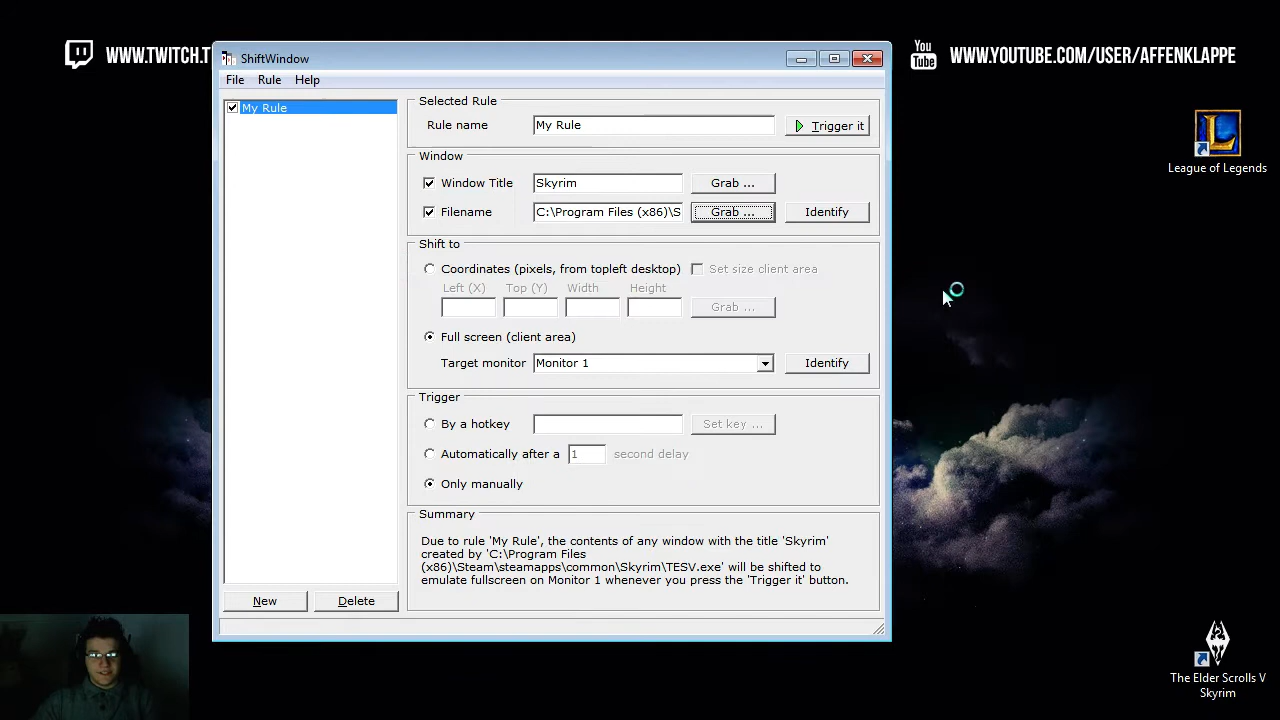 WWW.TWITCH.T
You
Tube
WWW.YOUTUBE.COM/USER/AFFENKLAPPE
ShiftWindow
File Rule Help
My Rule
Selected Rule
Rule name My Rule Trigger it
Window
Window Title Skyrim Grab ...
Filename C:\Program Files (x86)\S Grab ... Identify
Shift to
Coordinates (pixels, from topleft desktop) Set size client area
Left (X) Top (Y) Width Height
Grab ...
Full screen (client area)
Target monitor Monitor 1 Identify
Trigger
By a hotkey Set key ...
Automatically after a 1 second delay
Only manually
Summary
Due to rule 'My Rule', the contents of any window with the title 'Skyrim'
created by 'C:\Program Files
(x86)\Steam\steamapps\common\Skyrim\TESV.exe' will be shifted to
emulate fullscreen on Monitor 1 whenever you press the 'Trigger it' button.
New Delete
League of Legends
The Elder Scrolls V
Skyrim